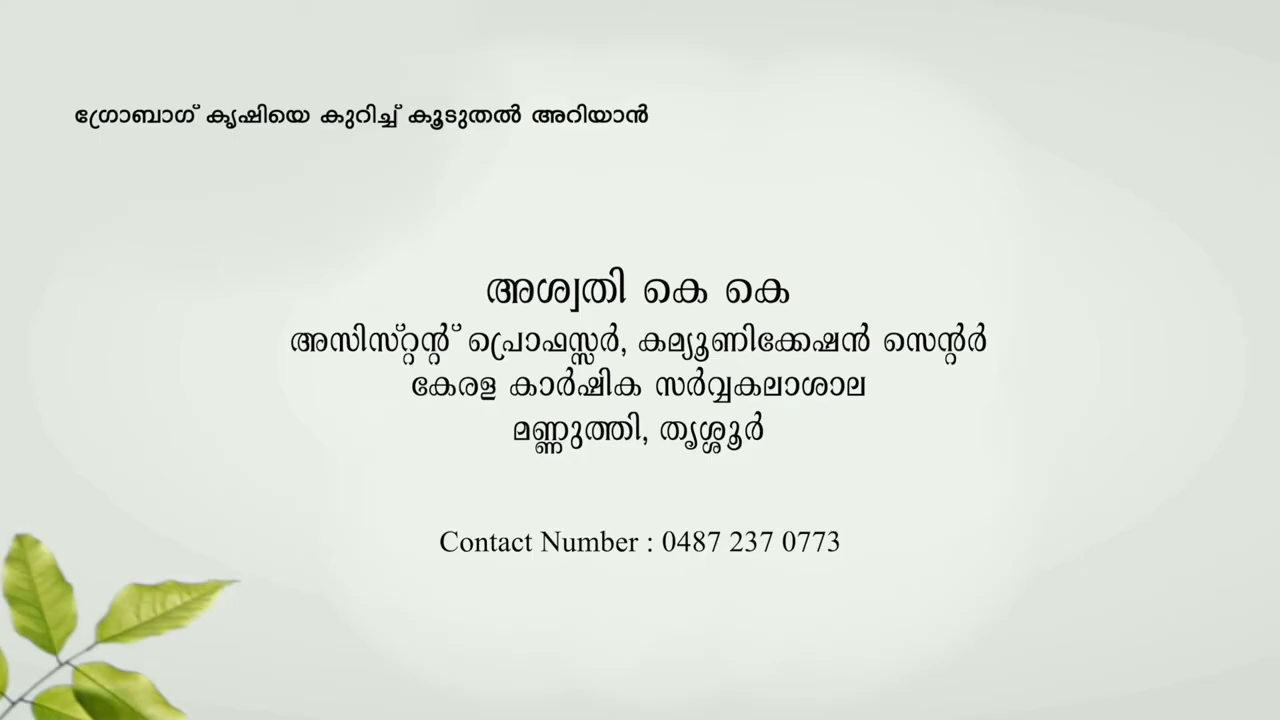 ഗ്രോബാഗ് കൃഷിയെ കുറിച്ച് കൂടുതൽ അറിയാൻ
അശ്വതി കെ കെ
അസിസ്റ്റന്റ് പ്രൊഫസ്സർ, കമ്യൂണിക്കേഷൻ സെന്റർ
കേരള കാർഷിക സർവ്വകലാശാല
മണ്ണുത്തി, തൃശ്ശൂർ
Contact Number : 0487 237 0773